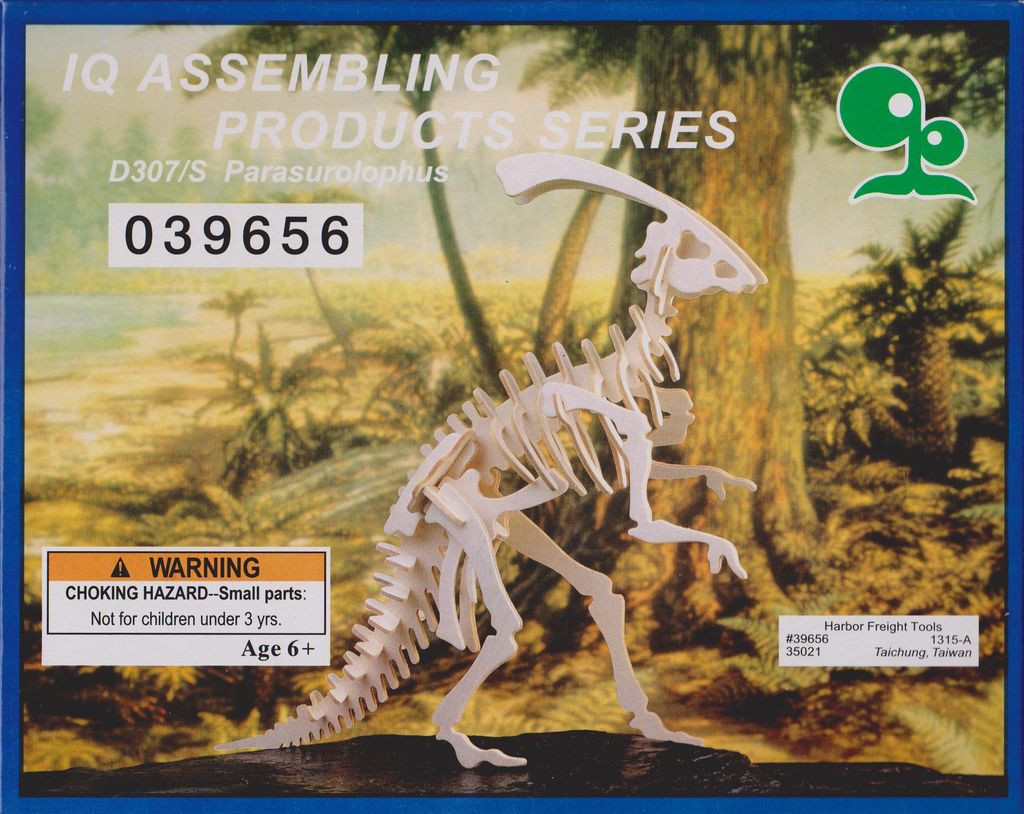 IQ ASSEMBLING
PRODUCTS SERIES
D307/S Parasurolophus
039656
WARNING
CHOKING HAZARD--Small parts:
Not for children under 3 yrs.
Age 6+
Harbor Freight Tools
#39656 1315-A
35021 Taichung, Taiwan